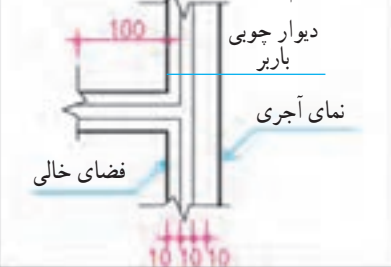 100
دیوار چوبی
باربر
نمای آجری
فضای خالی
10 10 10